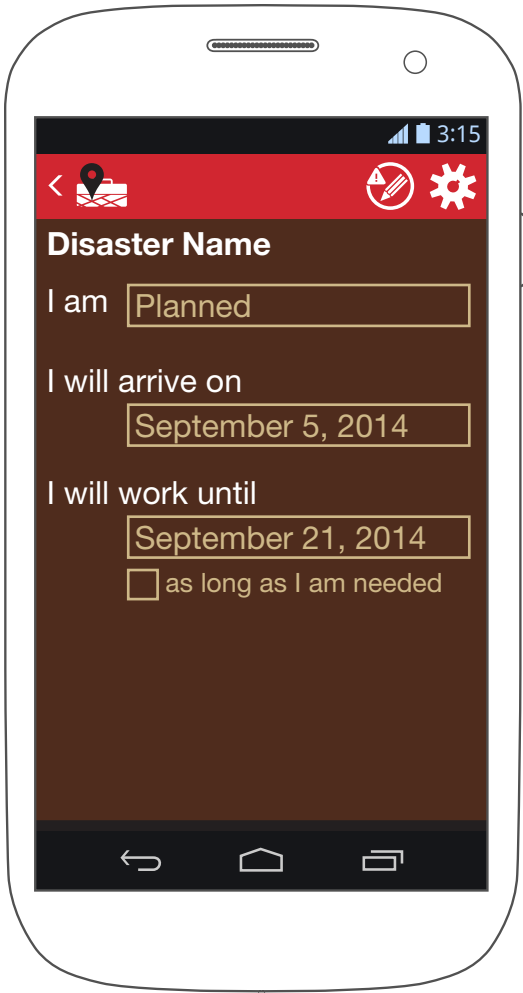 3:15
Disaster Name
I am Planned
I will arrive on
September 5, 2014
I will work until
September 21, 2014
as long as I am needed